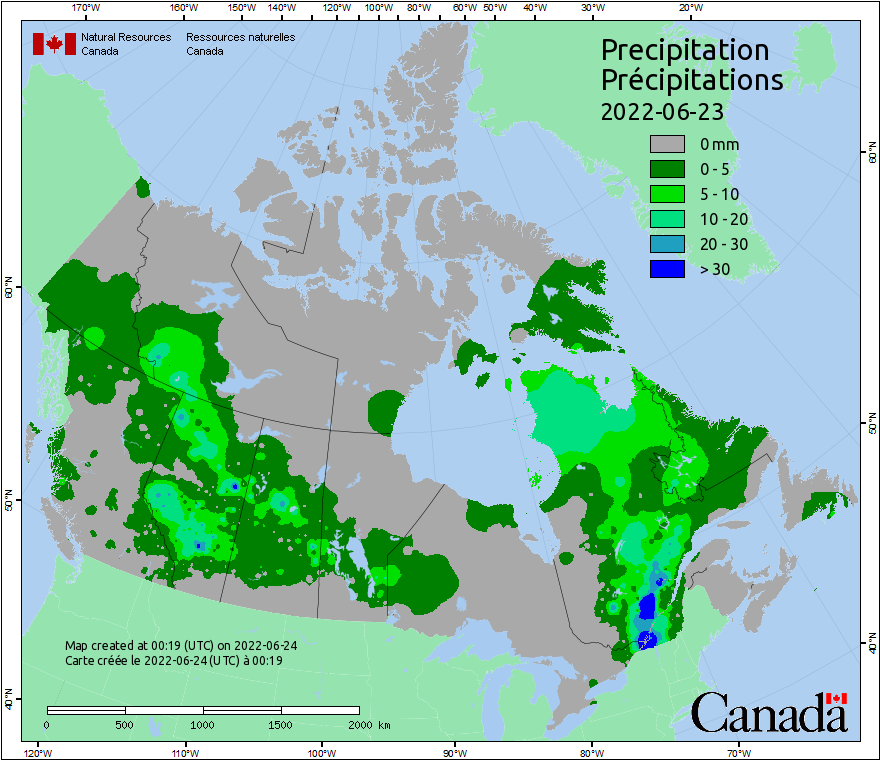 170°W 160°W 150°W 140°W 130°W 120°W 110°W 100°W 90°W 80°W 60°W 50°W 40°W 30°W 20°W
Natural Resources Ressources naturelles
Canada Canada
Precipitation
Précipitations
2022-06-23
0 mm
0 - 5
5 - 10
10 - 20
20 - 30
> 30
60°N
60°N
50°N
50°N
40°N
40°N
Map created at 00:19 (UTC) on 2022-06-24
Carte créée le 2022-06-24 (UTC) à 00:19
0 500 1000 1500 2000 km
Canada
120°W 110°W 100°W 90°W 80°W 70°W